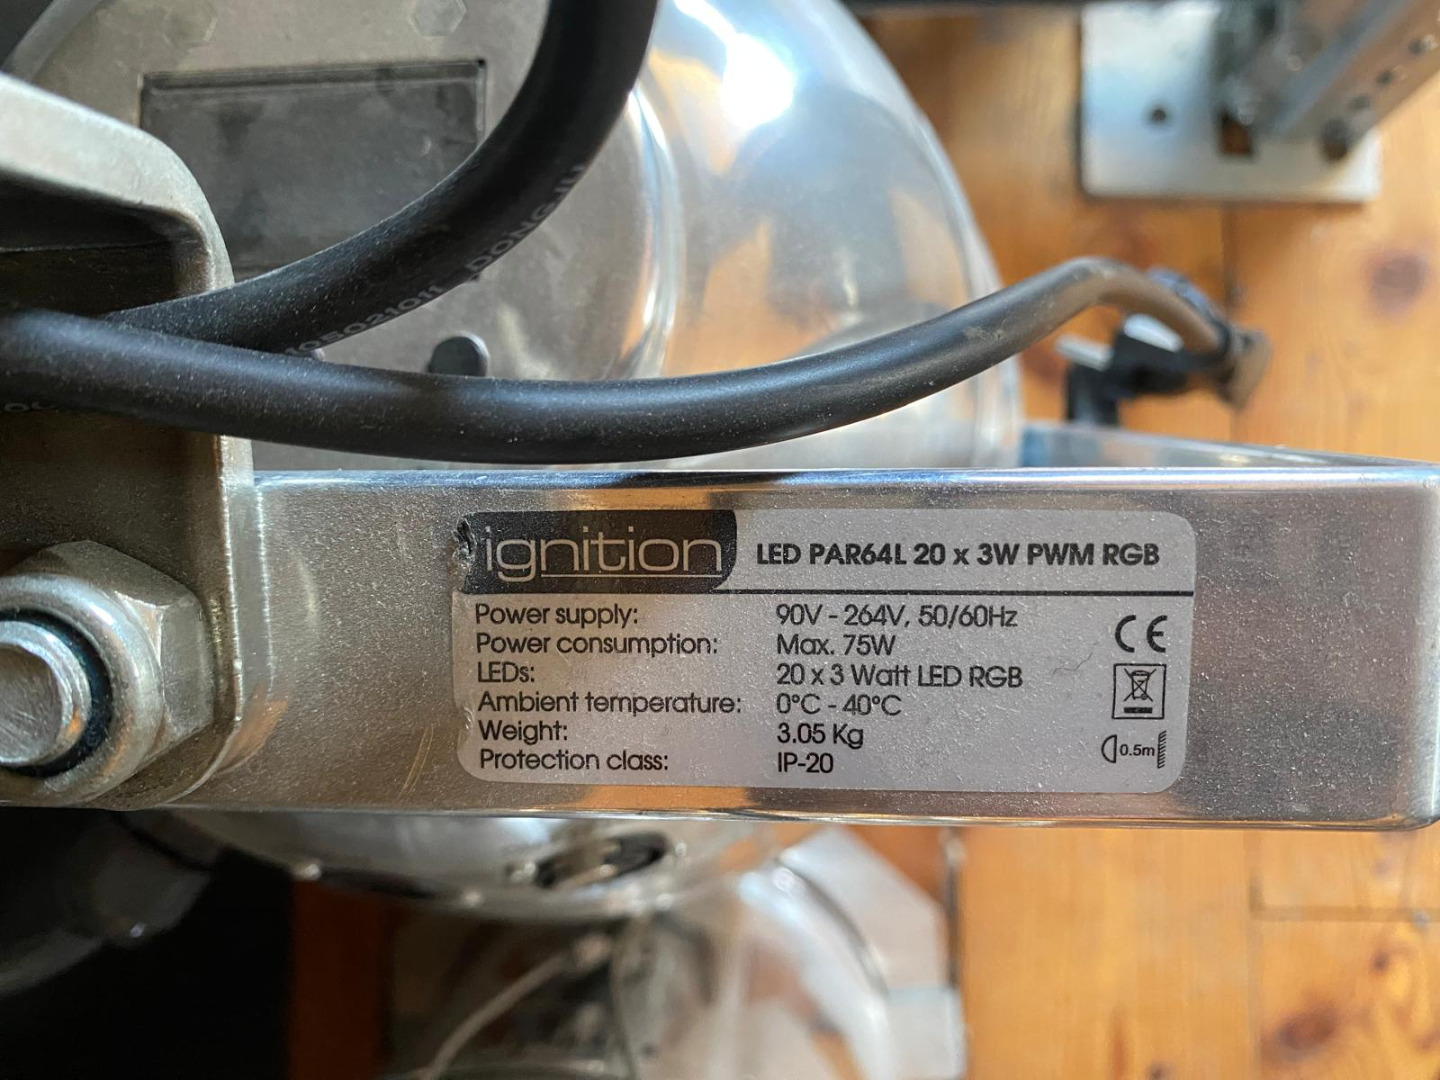 DONGJU
105021011
ignition
LED PAR64L 20 x 3W PWM RGB
Power supply: 90V - 264V, 50/60Hz
Power consumption: Max. 75W
LEDs: 20 x 3 Watt LED RGB
Ambient temperature: 0°C - 40°C
Weight: 3.05 Kg
Protection class: IP-20
CE
0.5m